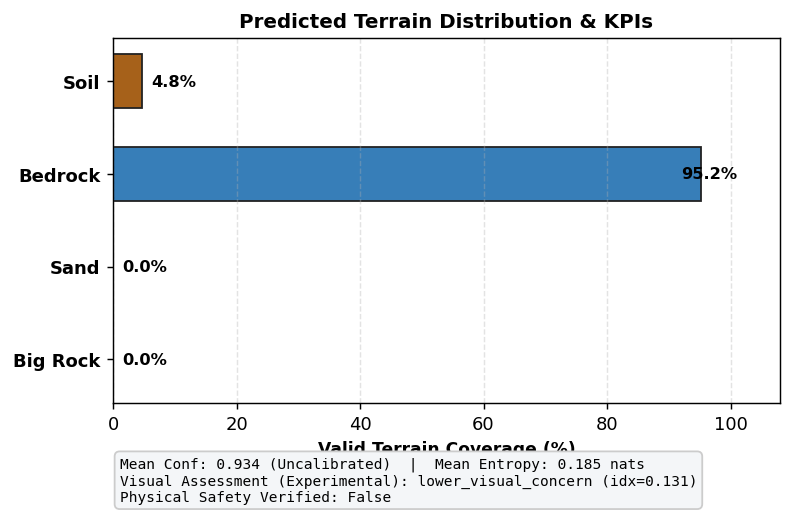 Predicted Terrain Distribution & KPIs
Soil
4.8%
Bedrock
95.2%
Sand
0.0%
Big Rock
0.0%
0 20 40 60 80 100
Valid Terrain Coverage (%)
Mean Conf: 0.934 (Uncalibrated) | Mean Entropy: 0.185 nats
Visual Assessment (Experimental): lower_visual_concern (idx=0.131)
Physical Safety Verified: False